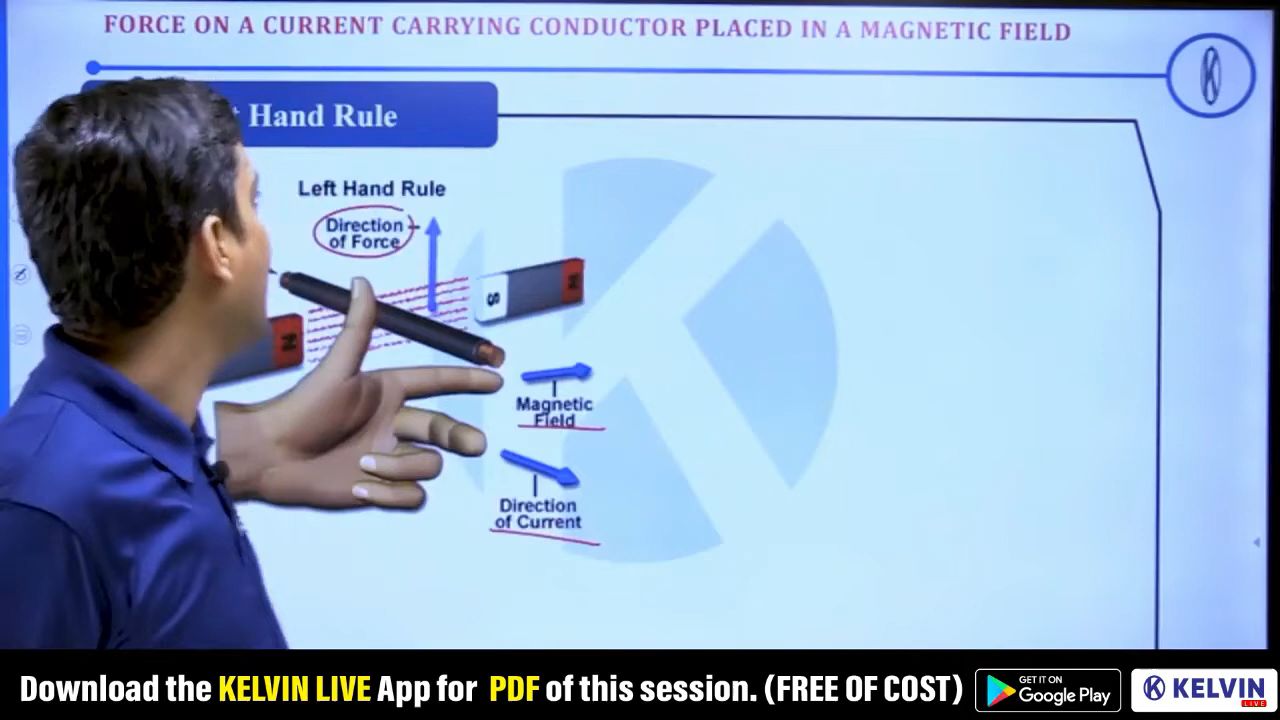 FORCE ON A CURRENT CARRYING CONDUCTOR PLACED IN A MAGNETIC FIELD
K
Hand Rule
Left Hand Rule
Direction
of Force
S
N
N
Magnetic
Field
Direction
of Current
Download the KELVIN LIVE App for PDF of this session. (FREE OF COST)
GET IT ON
Google Play
K KELVIN
LIVE